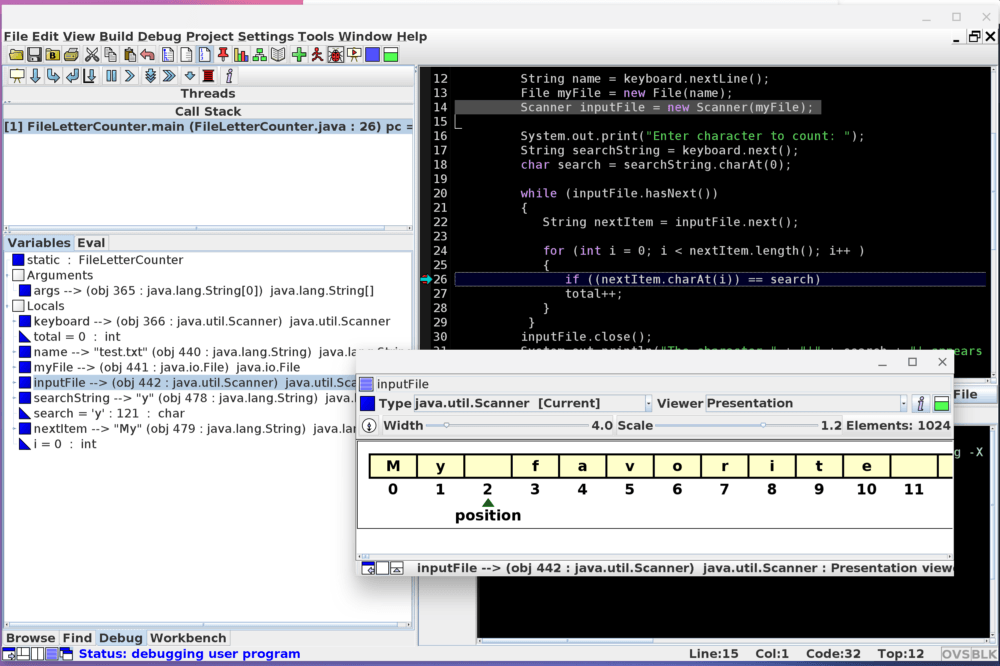 File Edit View Build Debug Project Settings Tools Window Help
Threads
Call Stack
[1] FileLetterCounter.main (FileLetterCounter.java : 26) pc =
Variables Eval
static : FileLetterCounter
Arguments
args --> (obj 365 : java.lang.String[0]) java.lang.String[]
Locals
keyboard --> (obj 366 : java.util.Scanner) java.util.Scanner
total = 0 : int
name --> "test.txt" (obj 440 : java.lang.String) java.lang.String
myFile --> (obj 441 : java.io.File) java.io.File
inputFile --> (obj 442 : java.util.Scanner) java.util.Sca
searchString --> "y" (obj 478 : java.lang.String) java.lan
search = 'y' : 121 : char
nextItem --> "My" (obj 479 : java.lang.String) java.lan
i = 0 : int
Browse Find Debug Workbench
Status: debugging user program
12 String name = keyboard.nextLine();
13 File myFile = new File(name);
14 Scanner inputFile = new Scanner(myFile);
15
16 System.out.print("Enter character to count: ");
17 String searchString = keyboard.next();
18 char search = searchString.charAt(0);
19
20 while (inputFile.hasNext())
21 {
22 String nextItem = inputFile.next();
23
24 for (int i = 0; i < nextItem.length(); i++ )
25 {
26 if ((nextItem.charAt(i)) == search)
27 total++;
28 }
29 }
30 inputFile.close();
31 System.out.println("The character " + "'" + search + "' appears
File
g -X
inputFile
Type java.util.Scanner [Current] Viewer Presentation
Width 4.0 Scale 1.2 Elements: 1024
M y f a v o r i t e
0 1 2 3 4 5 6 7 8 9 10 11
position
inputFile --> (obj 442 : java.util.Scanner) java.util.Scanner : Presentation view
Line:15 Col:1 Code:32 Top:12 OVS BLK